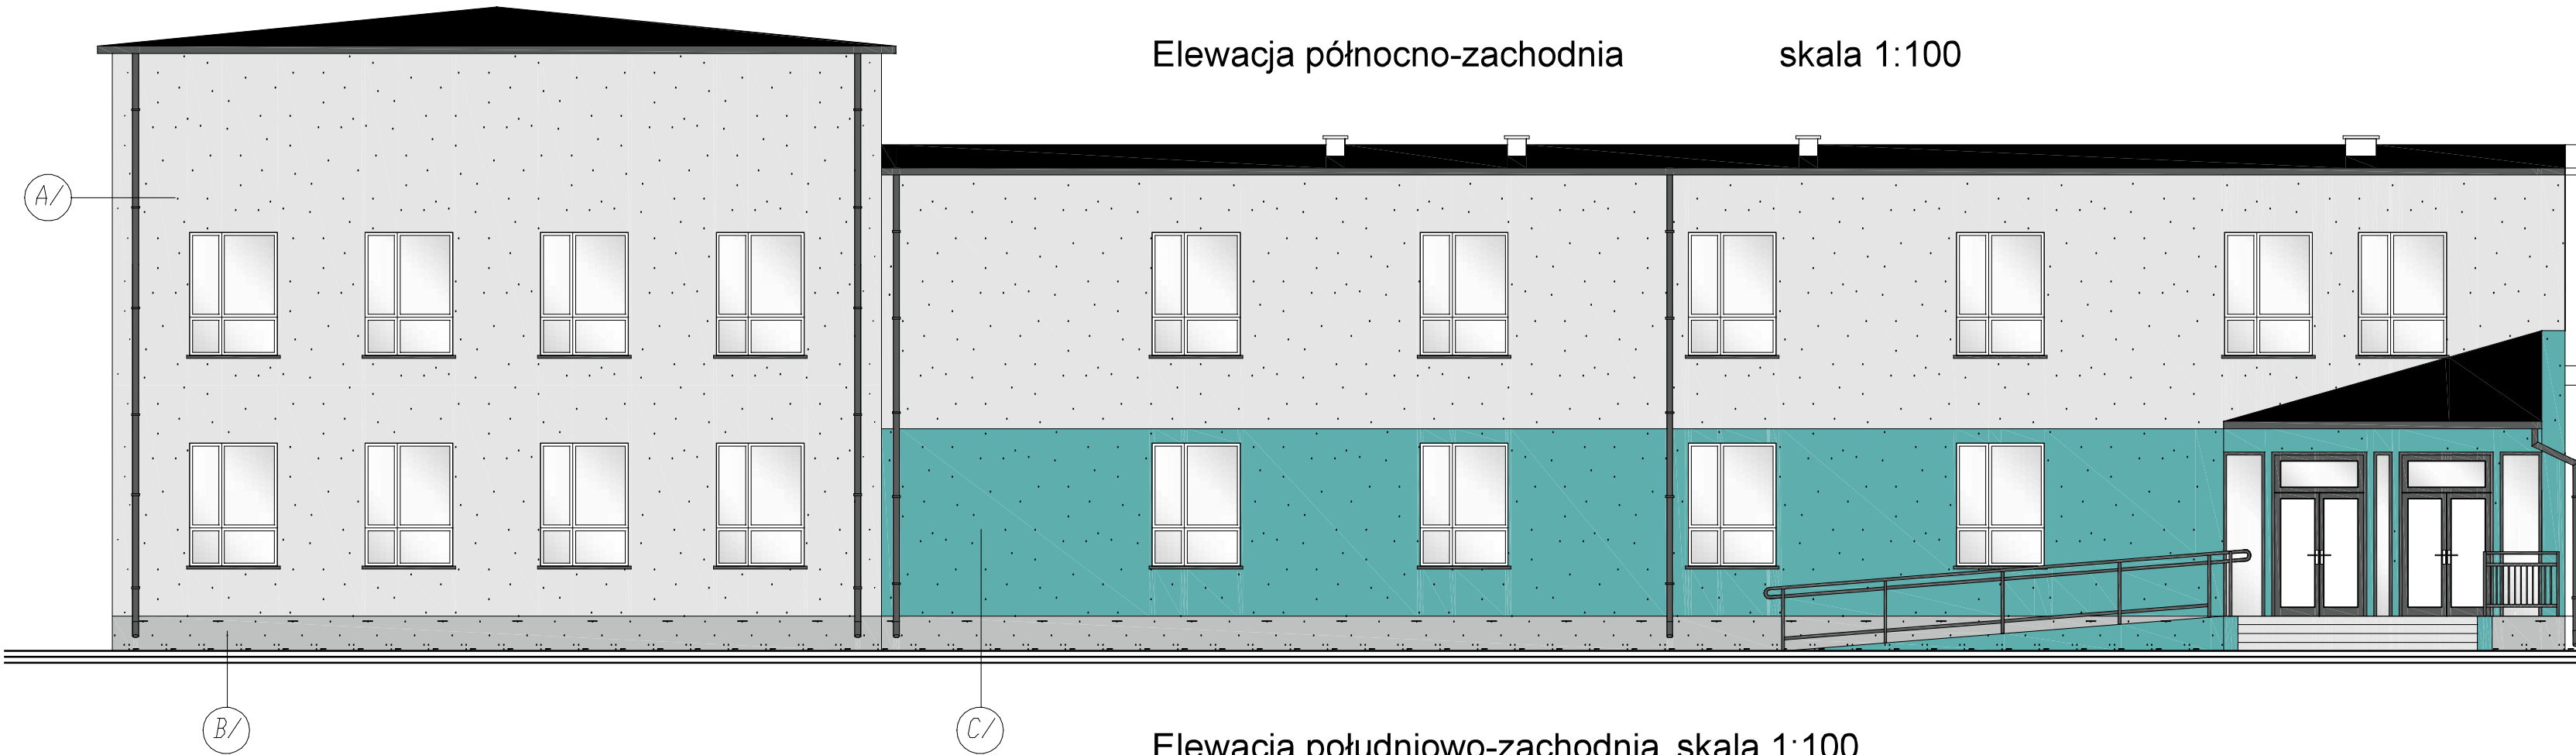 Elewacja północno-zachodnia skala 1:100
A/
B/
C/
Elewacja południowo-zachodnia skala 1:100